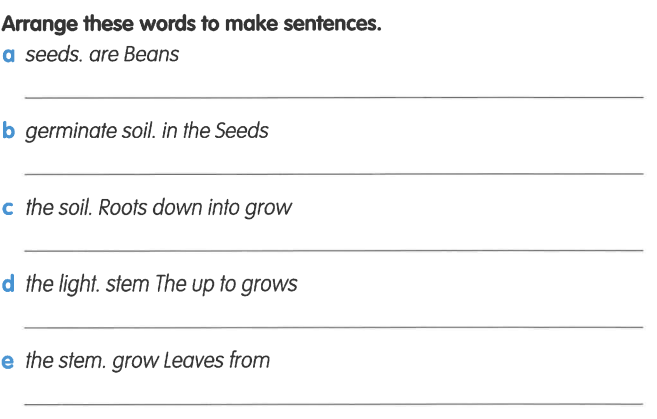 Arrange these words to make sentences.
a seeds. are Beans
b germinate soil. in the Seeds
c the soil. Roots down into grow
d the light. stem The up to grows
e the stem. grow Leaves from